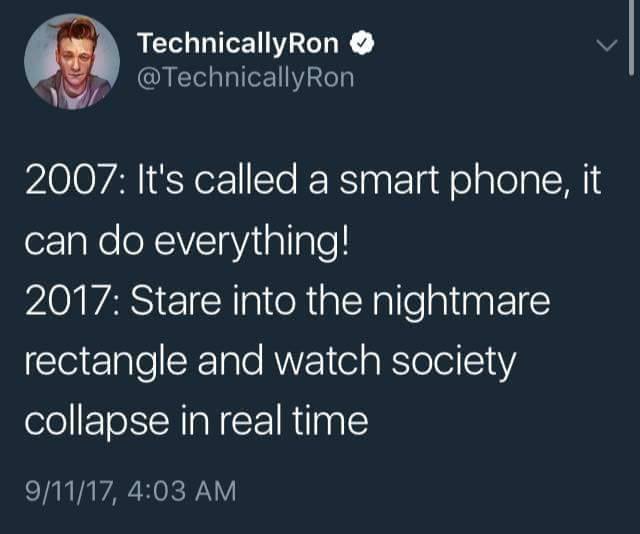 TechnicallyRon
@TechnicallyRon
2007: It's called a smart phone, it
can do everything!
2017: Stare into the nightmare
rectangle and watch society
collapse in real time
9/11/17, 4:03 AM